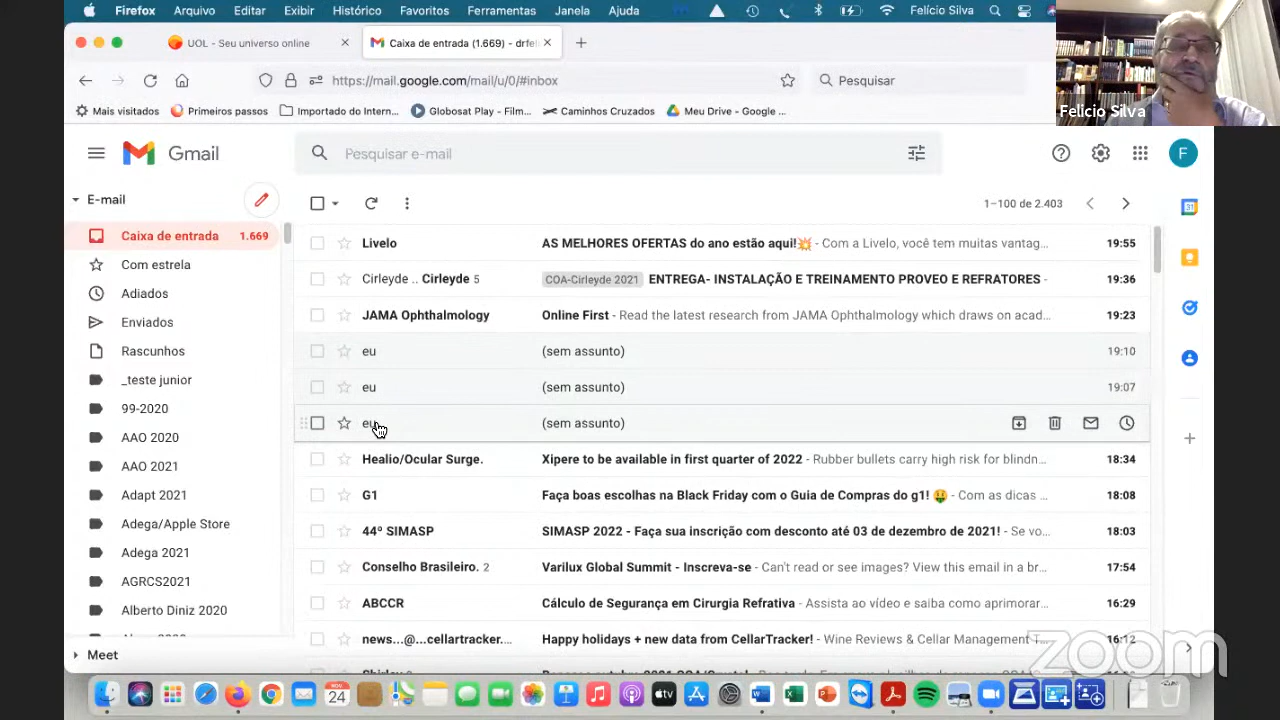 Firefox Arquivo Editar Exibir Histórico Favoritos Ferramentas Janela Ajuda Felício Silva
UOL - Seu universo online
Caixa de entrada (1.669) - drfel
https://mail.google.com/mail/u/0/#inbox
Pesquisar
Mais visitados Primeiros passos Importado do Intern... Globosat Play - Film... Caminhos Cruzados Meu Drive - Google ...
Felício Silva
Gmail
Pesquisar e-mail
F
E-mail
1–100 de 2.403
Caixa de entrada 1.669
Com estrela
Adiados
Enviados
Rascunhos
_teste junior
99-2020
AAO 2020
AAO 2021
Adapt 2021
Adega/Apple Store
Adega 2021
AGRCS2021
Alberto Diniz 2020
Meet
Livelo AS MELHORES OFERTAS do ano estão aqui!💥 - Com a Livelo, você tem muitas vantag... 19:55
Cirleyde .. Cirleyde 5 COA-Cirleyde 2021 ENTREGA- INSTALAÇÃO E TREINAMENTO PROVEO E REFRATORES - 19:36
JAMA Ophthalmology Online First - Read the latest research from JAMA Ophthalmology which draws on acad... 19:23
eu (sem assunto) 19:10
eu (sem assunto) 19:07
eu (sem assunto)
Healio/Ocular Surge. Xipere to be available in first quarter of 2022 - Rubber bullets carry high risk for blindn... 18:34
G1 Faça boas escolhas na Black Friday com o Guia de Compras do g1! 🤑 - Com as dicas ... 18:08
44º SIMASP SIMASP 2022 - Faça sua inscrição com desconto até 03 de dezembro de 2021! - Se vo... 18:03
Conselho Brasileiro. 2 Varilux Global Summit - Inscreva-se - Can't read or see images? View this email in a br... 17:54
ABCCR Cálculo de Segurança em Cirurgia Refrativa - Assista ao vídeo e saiba como aprimorar... 16:29
news...@...cellartracker.... Happy holidays + new data from CellarTracker! - Wine Reviews & Cellar Management T... 16:12
zoom
NOV
24
tv